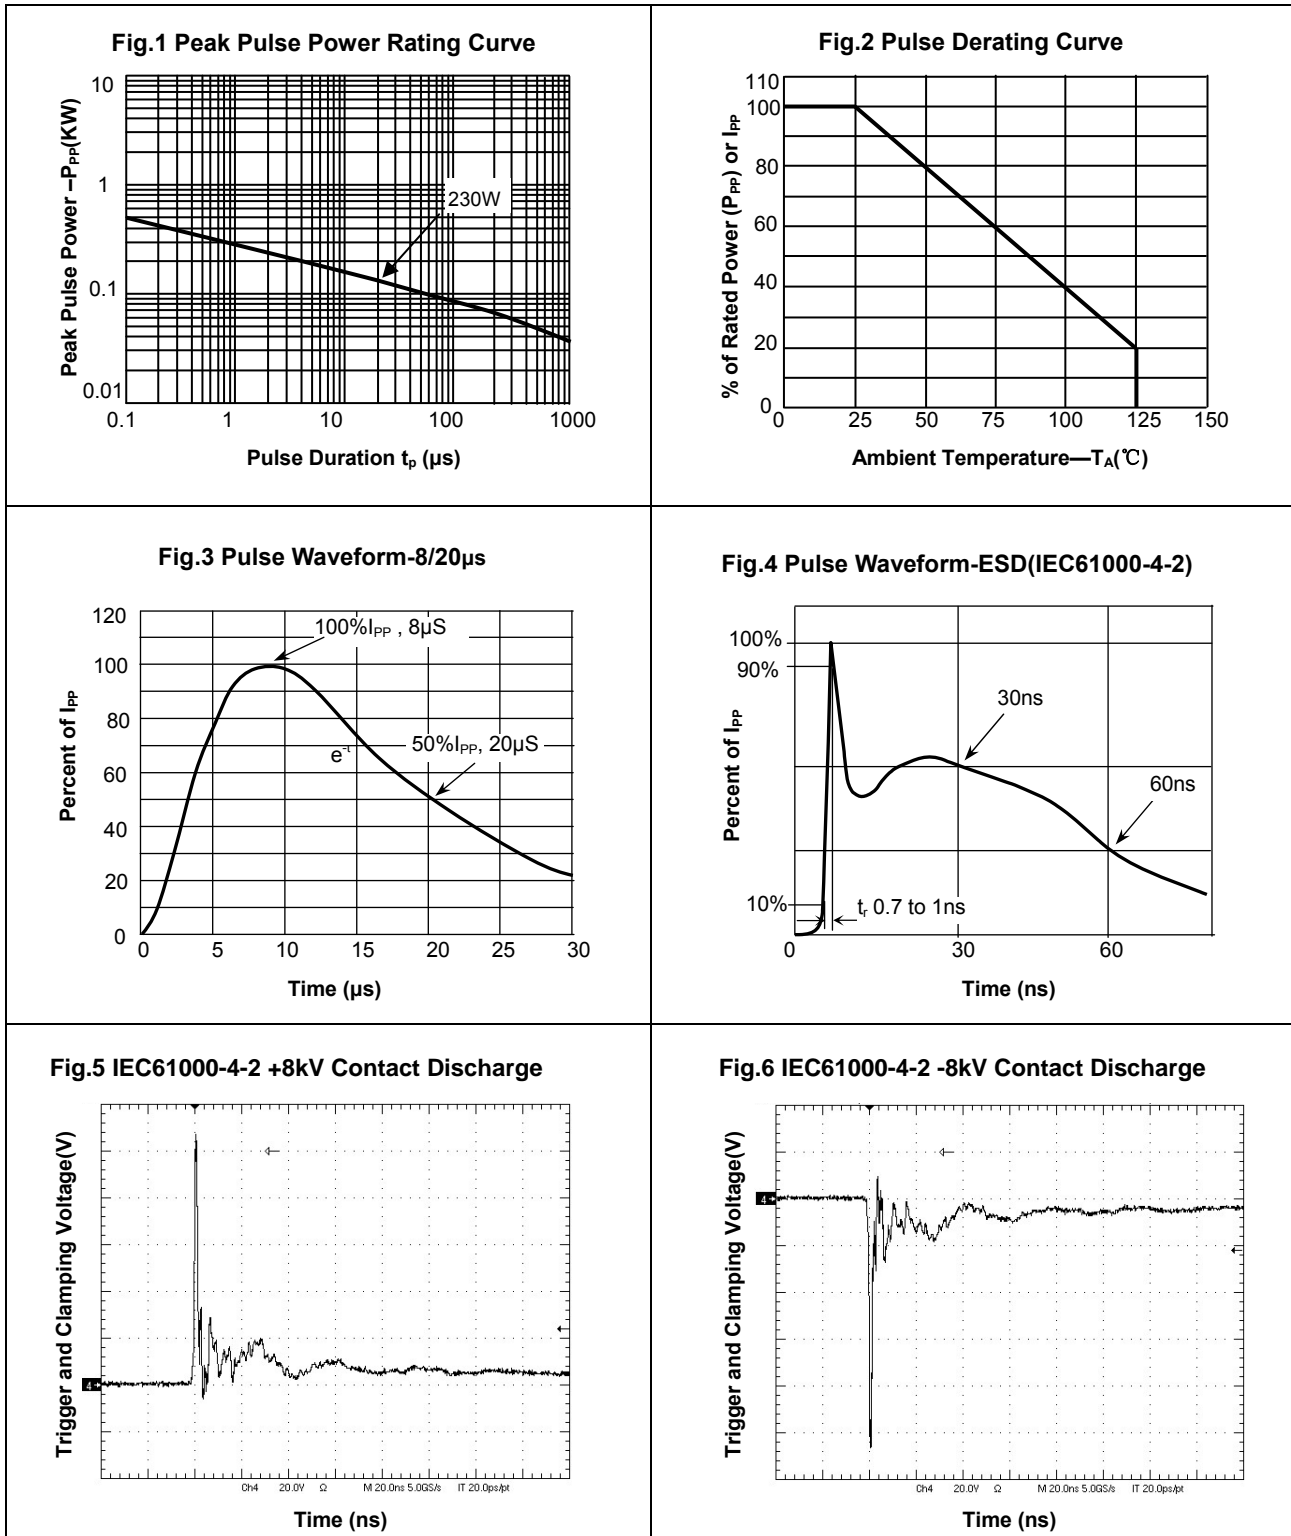 Fig.1 Peak Pulse Power Rating Curve
Peak Pulse Power –PPP(KW)
10
1
0.1
0.01
230W
0.1 1 10 100 1000
Pulse Duration tp (µs)
Fig.2 Pulse Derating Curve
% of Rated Power (PPP) or IPP
110
100
80
60
40
20
0
0 25 50 75 100 125 150
Ambient Temperature—TA(℃)
Fig.3 Pulse Waveform-8/20µs
Percent of IPP
120
100
80
60
40
20
0
100%IPP , 8µS
e-t
50%IPP, 20µS
0 5 10 15 20 25 30
Time (µs)
Fig.4 Pulse Waveform-ESD(IEC61000-4-2)
Percent of IPP
100%
90%
10%
30ns
60ns
tr 0.7 to 1ns
0 30 60
Time (ns)
Fig.5 IEC61000-4-2 +8kV Contact Discharge
Trigger and Clamping Voltage(V)
4
Ch4 20.0V Ω M 20.0ns 5.0GS/s IT 20.0ps/pt
Time (ns)
Fig.6 IEC61000-4-2 -8kV Contact Discharge
Trigger and Clamping Voltage(V)
4
Ch4 20.0V Ω M 20.0ns 5.0GS/s IT 20.0ps/pt
Time (ns)